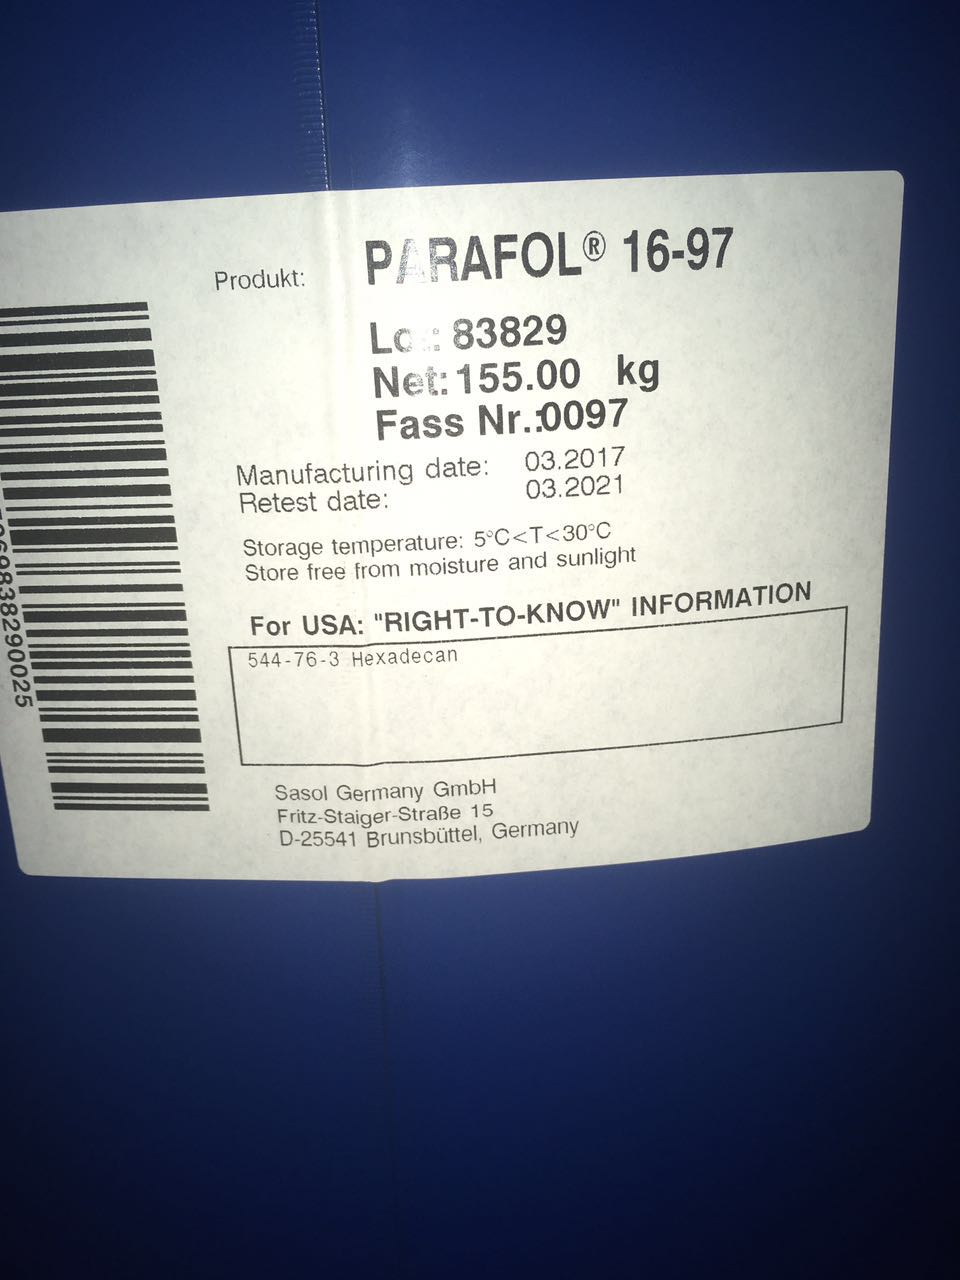 Produkt: PARAFOL® 16-97
Lot: 83829
Net: 155.00 kg
Fass Nr.:0097
Manufacturing date: 03.2017
Retest date: 03.2021
Storage temperature: 5°C<T<30°C
Store free from moisture and sunlight
For USA: "RIGHT-TO-KNOW" INFORMATION
544-76-3 Hexadecan
Sasol Germany GmbH
Fritz-Staiger-Straße 15
D-25541 Brunsbüttel, Germany